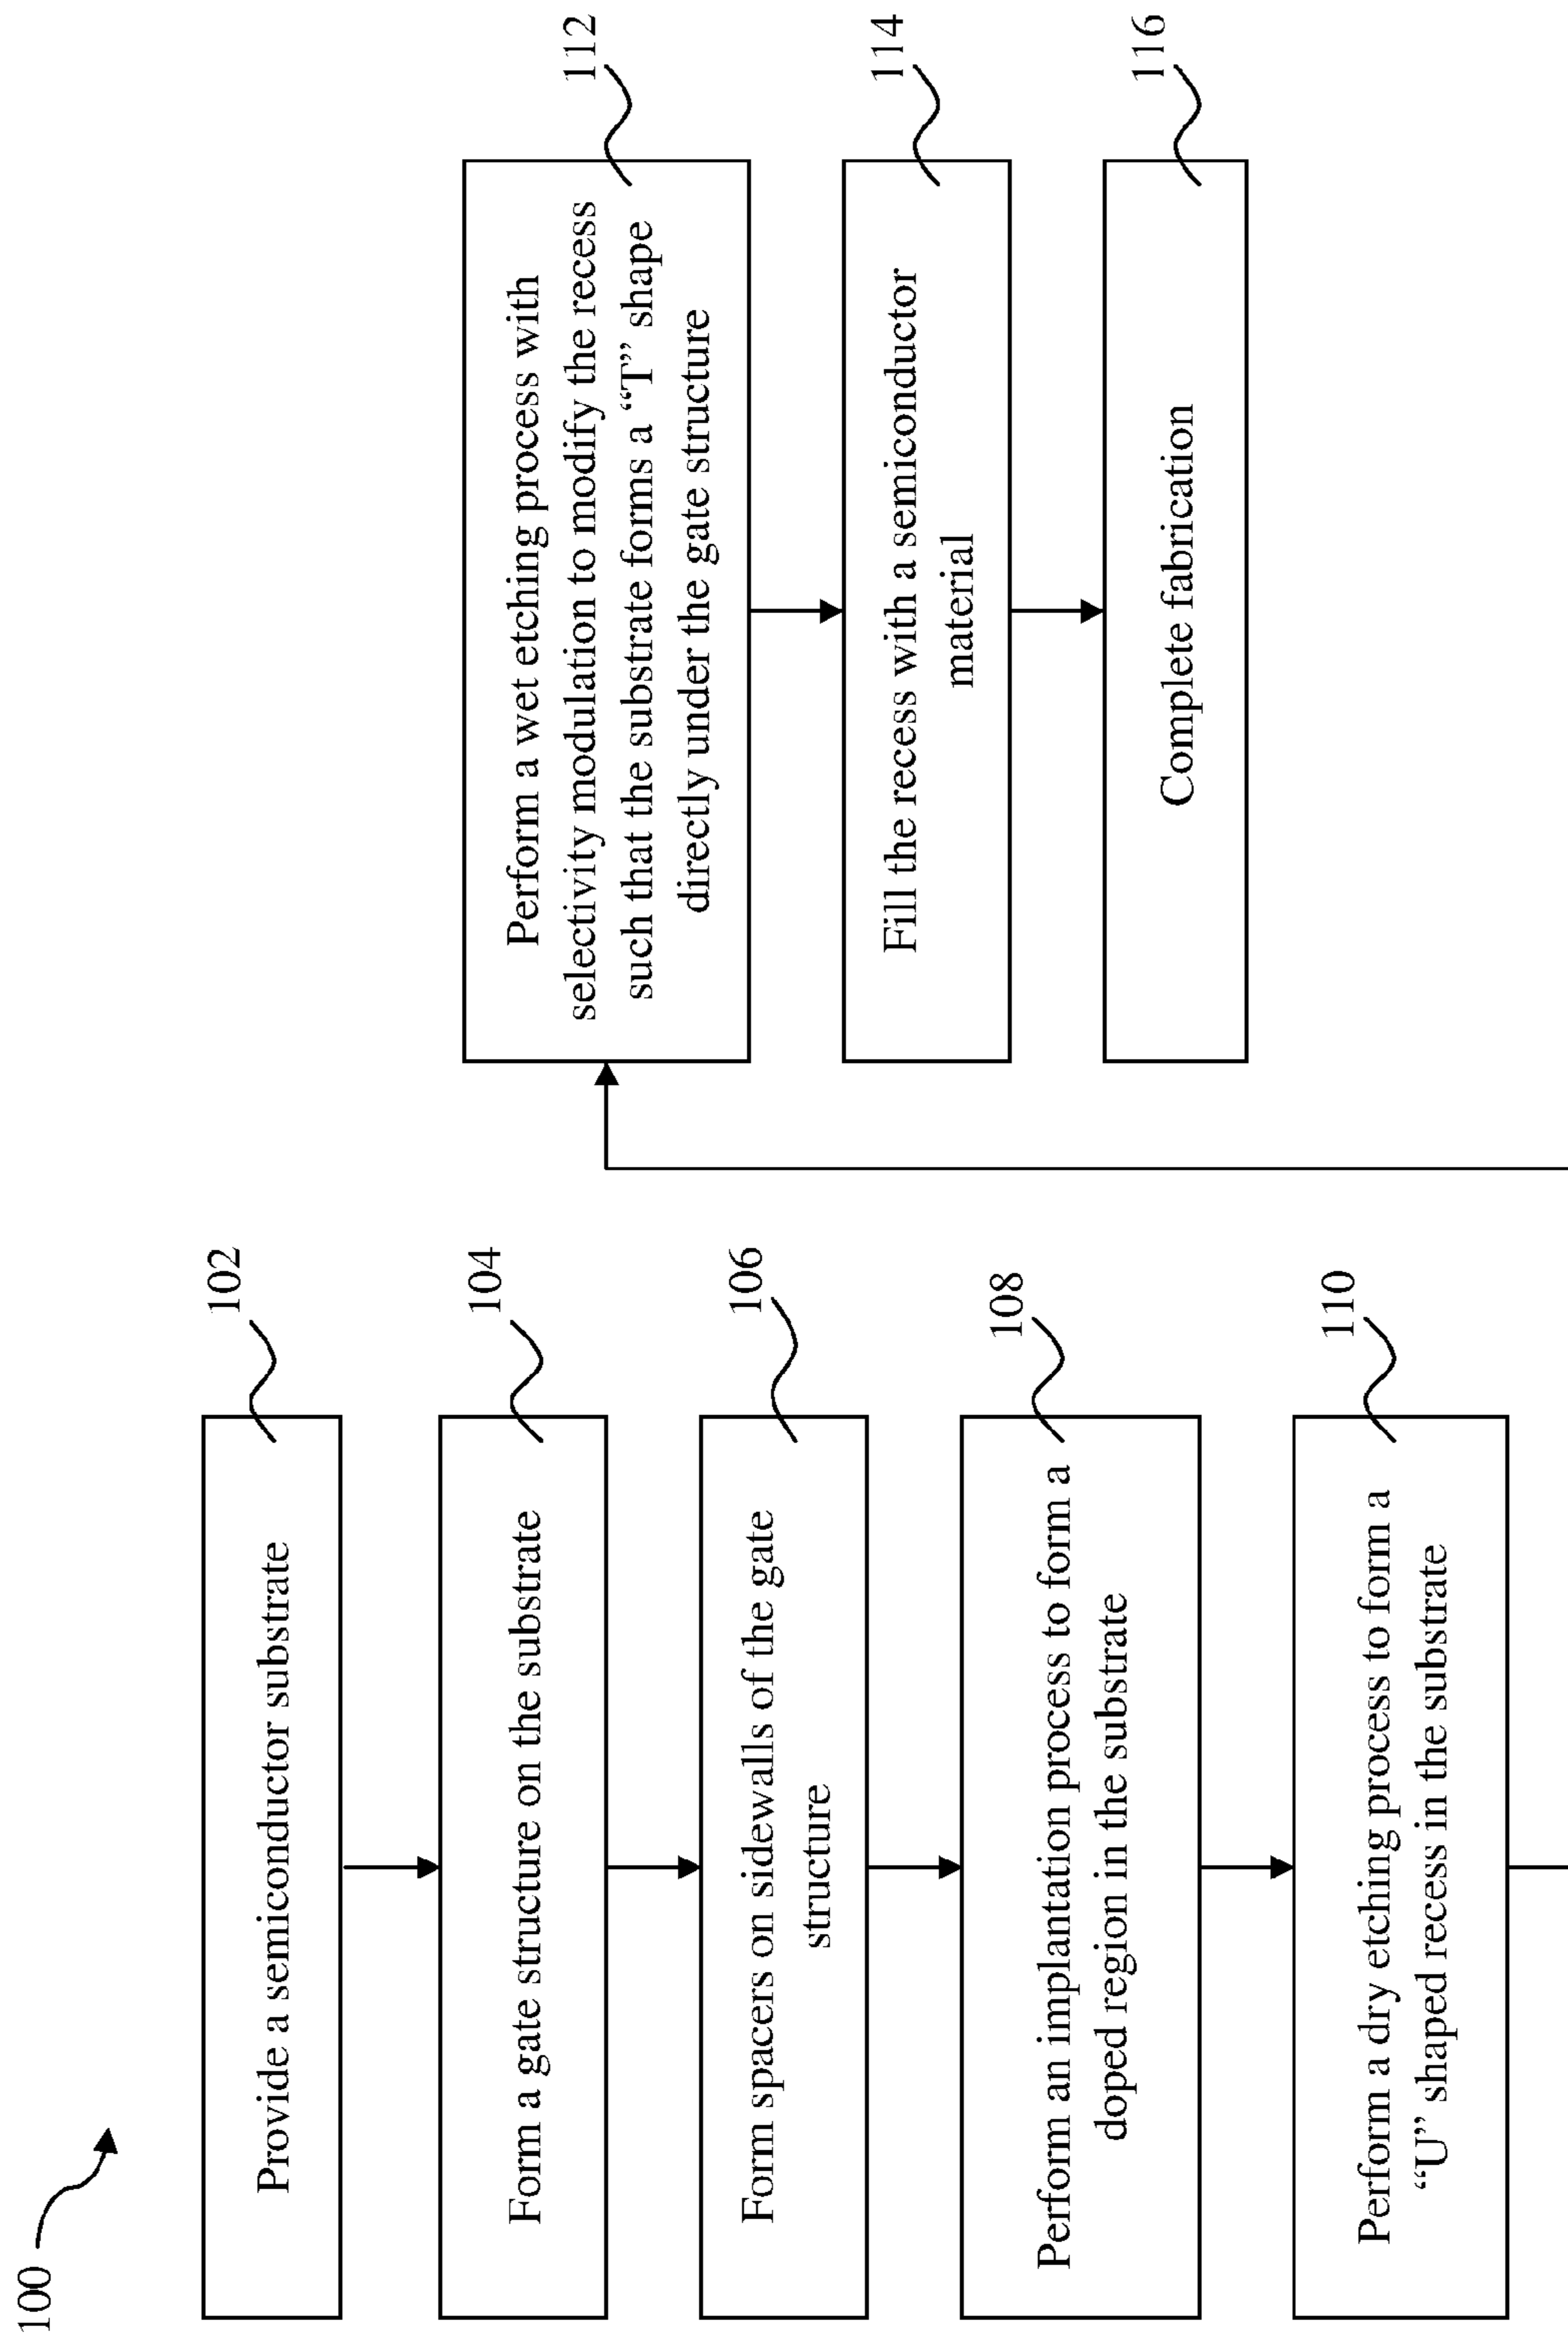 100
102
Provide a semiconductor substrate
104
Form a gate structure on the substrate
106
Form spacers on sidewalls of the gate
structure
108
Perform an implantation process to form a
doped region in the substrate
110
Perform a dry etching process to form a
“U” shaped recess in the substrate
112
Perform a wet etching process with
selectivity modulation to modify the recess
such that the substrate forms a “T” shape
directly under the gate structure
114
Fill the recess with a semiconductor
material
116
Complete fabrication